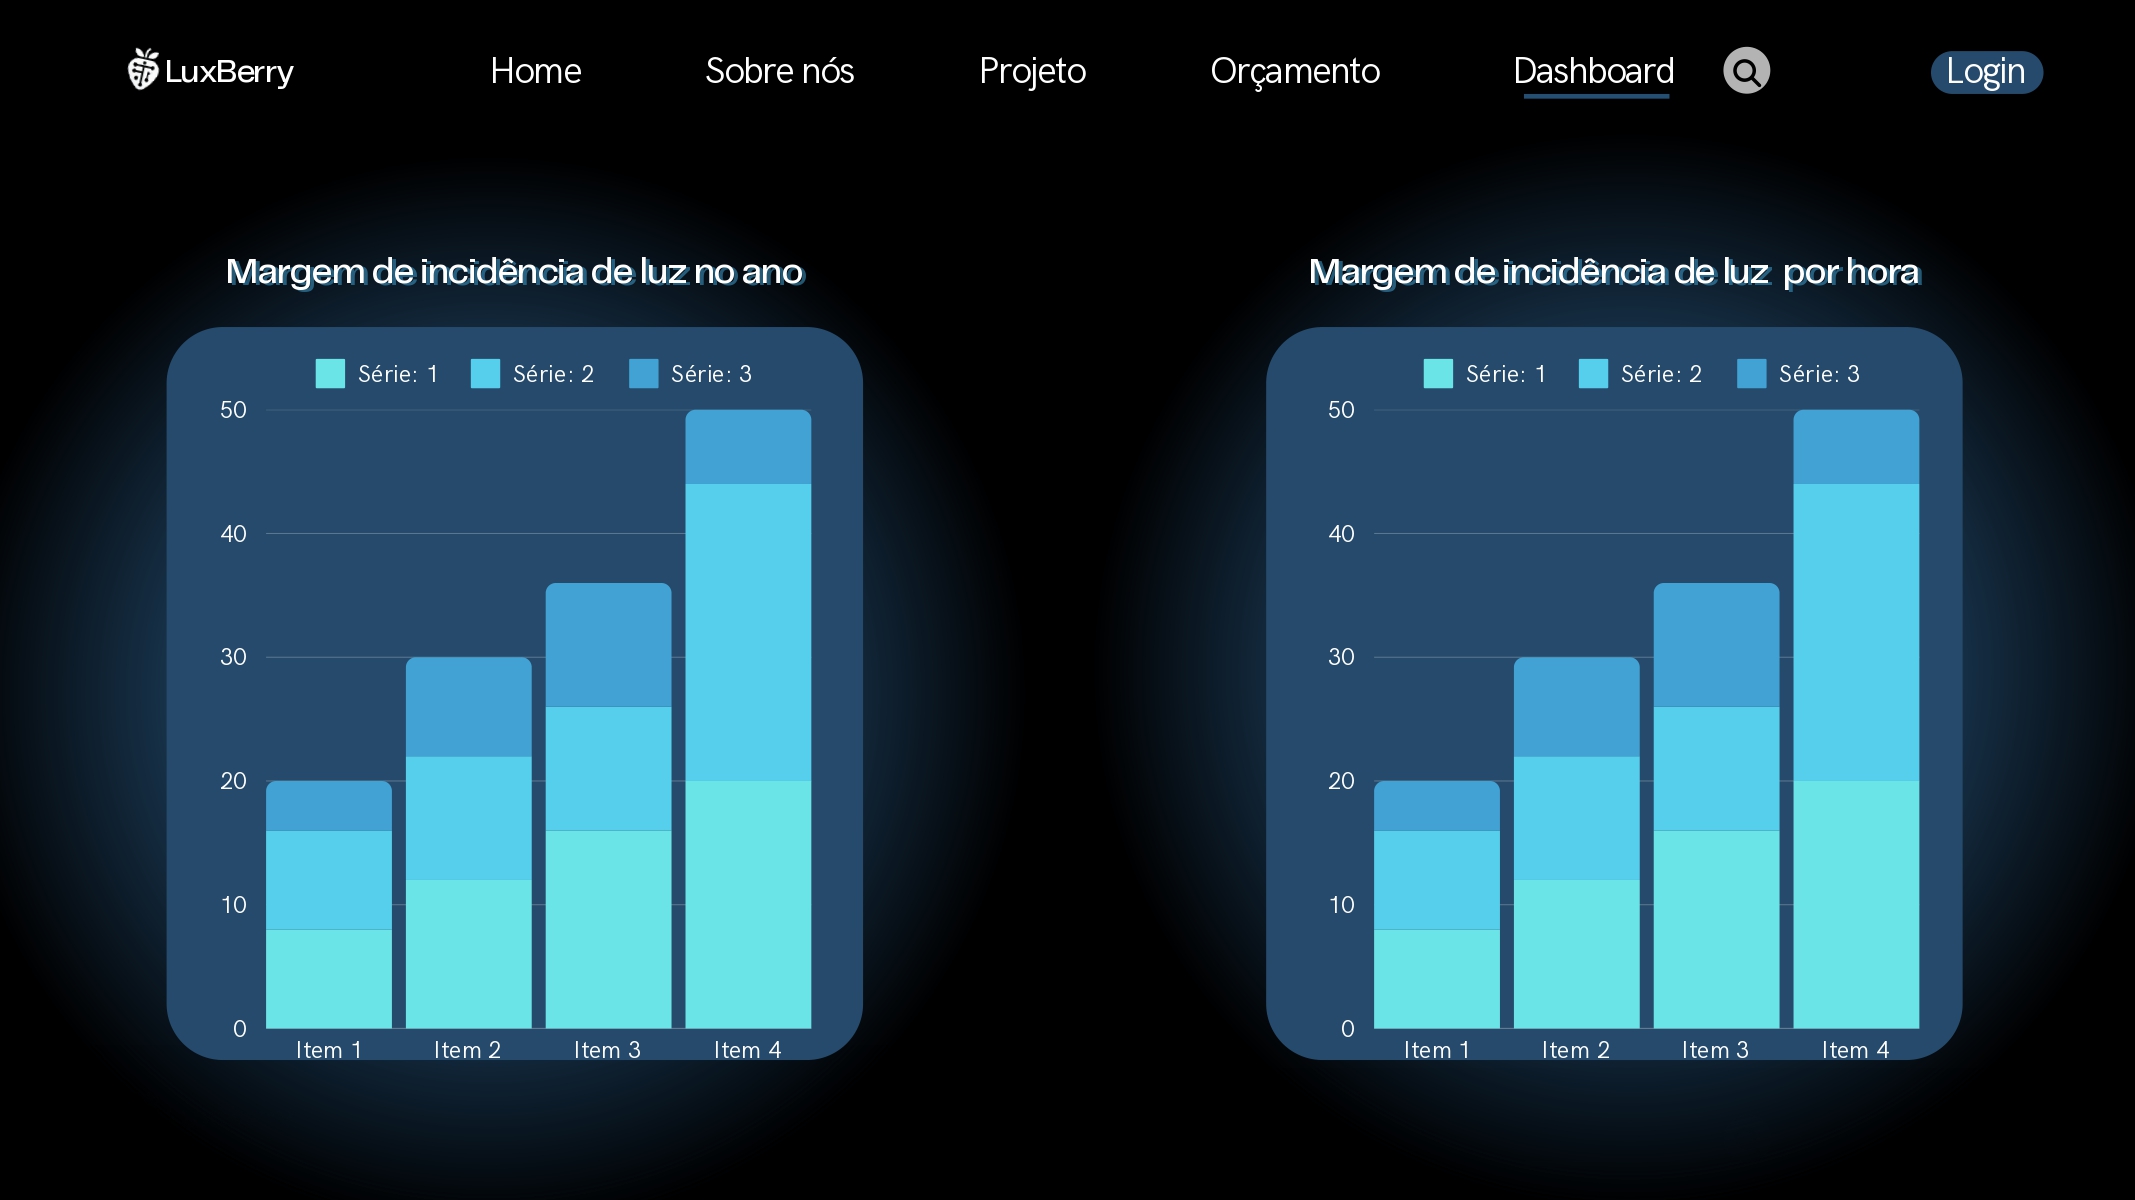 LuxBerry
Home
Sobre nós
Projeto
Orçamento
Dashboard
Login
Margem de incidência de luz no ano
Série: 1 Série: 2 Série: 3
50
40
30
20
10
0
Item 1 Item 2 Item 3 Item 4
Margem de incidência de luz por hora
Série: 1 Série: 2 Série: 3
50
40
30
20
10
0
Item 1 Item 2 Item 3 Item 4